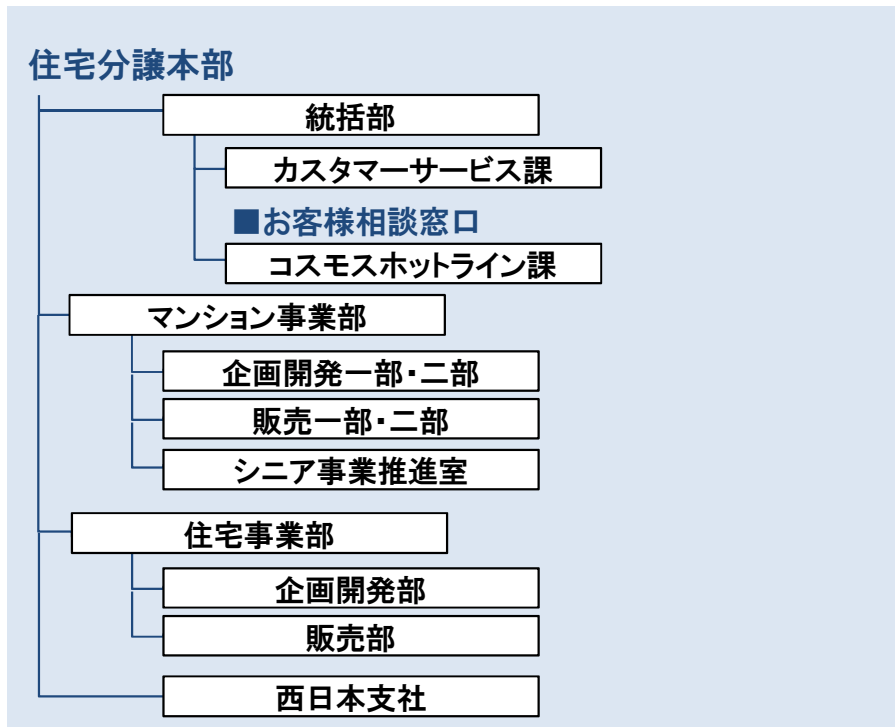 住宅分譲本部
統括部
カスタマーサービス課
■お客様相談窓口
コスモスホットライン課
マンション事業部
企画開発一部・二部
販売一部・二部
シニア事業推進室
住宅事業部
企画開発部
販売部
西日本支社